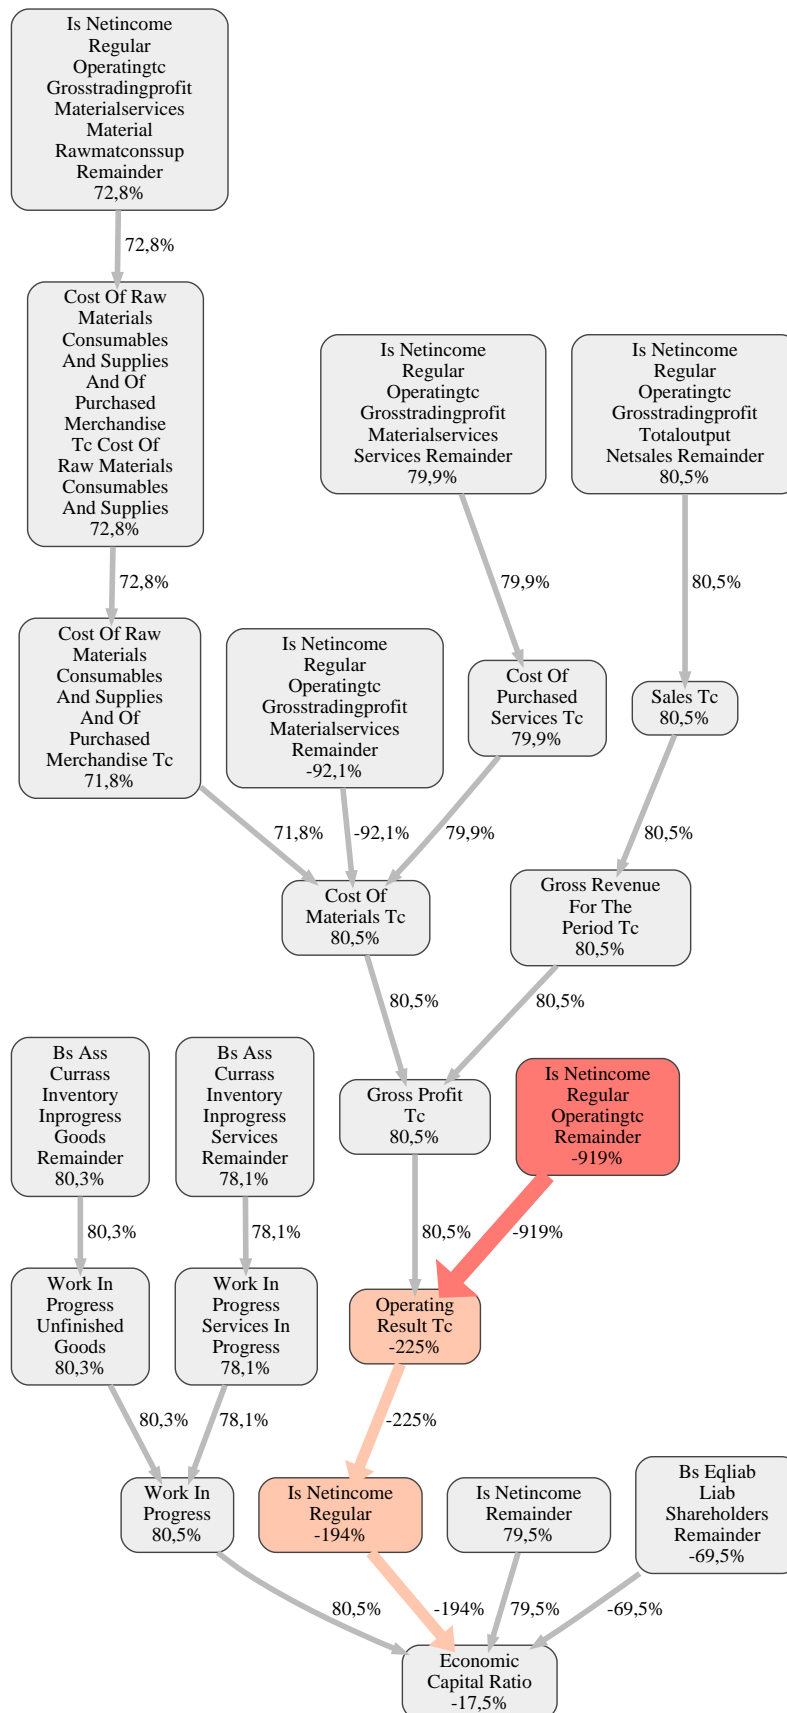 Is Netincome
Regular
Operatingtc
Grosstradingprofit
Materialservices
Material
Rawmatconssup
Remainder
72,8%
72,8%
Cost Of Raw
Materials
Consumables
And Supplies
And Of
Purchased
Merchandise
Tc Cost Of
Raw Materials
Consumables
And Supplies
72,8%
Is Netincome
Regular
Operatingtc
Grosstradingprofit
Materialservices
Services Remainder
79,9%
Is Netincome
Regular
Operatingtc
Grosstradingprofit
Totaloutput
Netsales Remainder
80,5%
72,8%
79,9%
80,5%
Cost Of Raw
Materials
Consumables
And Supplies
And Of
Purchased
Merchandise Tc
71,8%
Is Netincome
Regular
Operatingtc
Grosstradingprofit
Materialservices
Remainder
-92,1%
Cost Of
Purchased
Services Tc
79,9%
Sales Tc
80,5%
71,8%
-92,1%
79,9%
80,5%
Cost Of
Materials Tc
80,5%
Gross Revenue
For The
Period Tc
80,5%
80,5%
80,5%
Bs Ass
Currass
Inventory
Inprogress
Goods
Remainder
80,3%
Bs Ass
Currass
Inventory
Inprogress
Services
Remainder
78,1%
Gross Profit
Tc
80,5%
Is Netincome
Regular
Operatingtc
Remainder
-919%
80,3%
78,1%
80,5%
-919%
Work In
Progress
Unfinished
Goods
80,3%
Work In
Progress
Services In
Progress
78,1%
Operating
Result Tc
-225%
80,3%
78,1%
-225%
Work In
Progress
80,5%
Is Netincome
Regular
-194%
Is Netincome
Remainder
79,5%
Bs Eqliab
Liab
Shareholders
Remainder
-69,5%
80,5%
-194%
79,5%
-69,5%
Economic
Capital Ratio
-17,5%